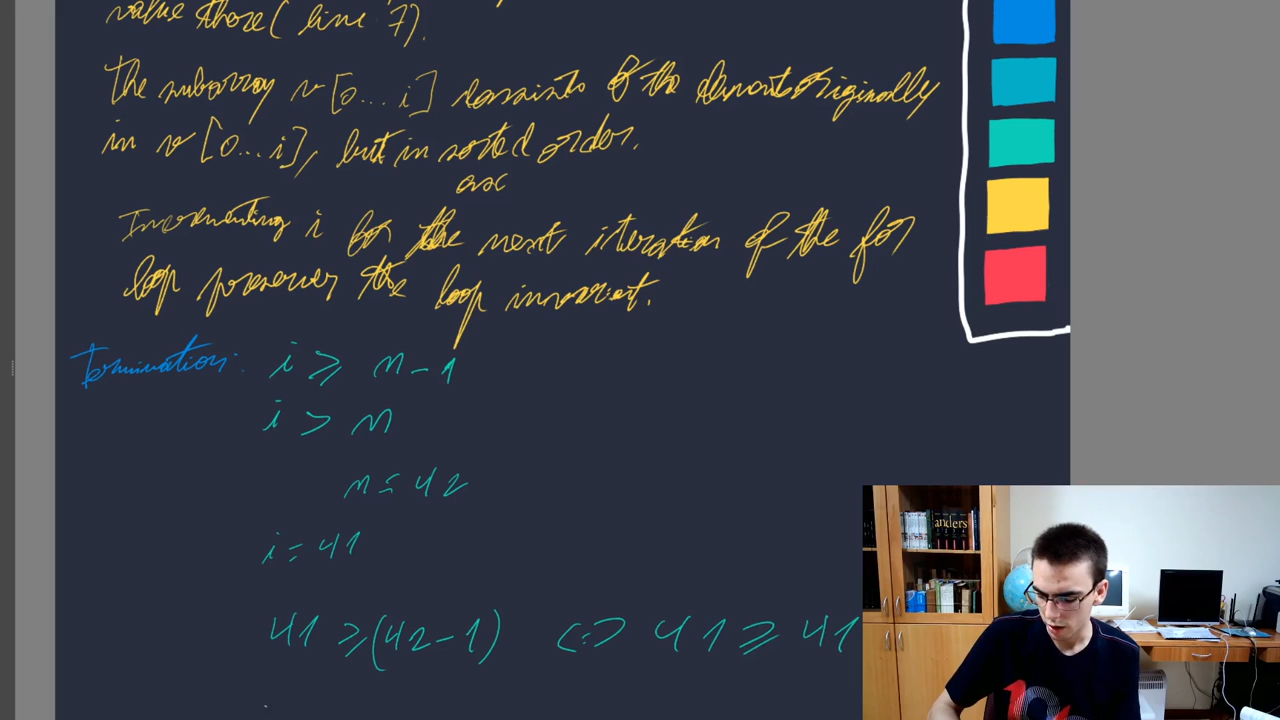 value those( line 7).
The subarray v [0...i] consists of the elements originally
in v [0...i], but in sorted order.
asc
Incrementing i for the next iteration of the for
loop preserves the loop invariant.
Termination: i ≥ n - 1
i > n
n = 42
i = 41
41 ≥ (42-1) <=> 41 ≥ 41
anders